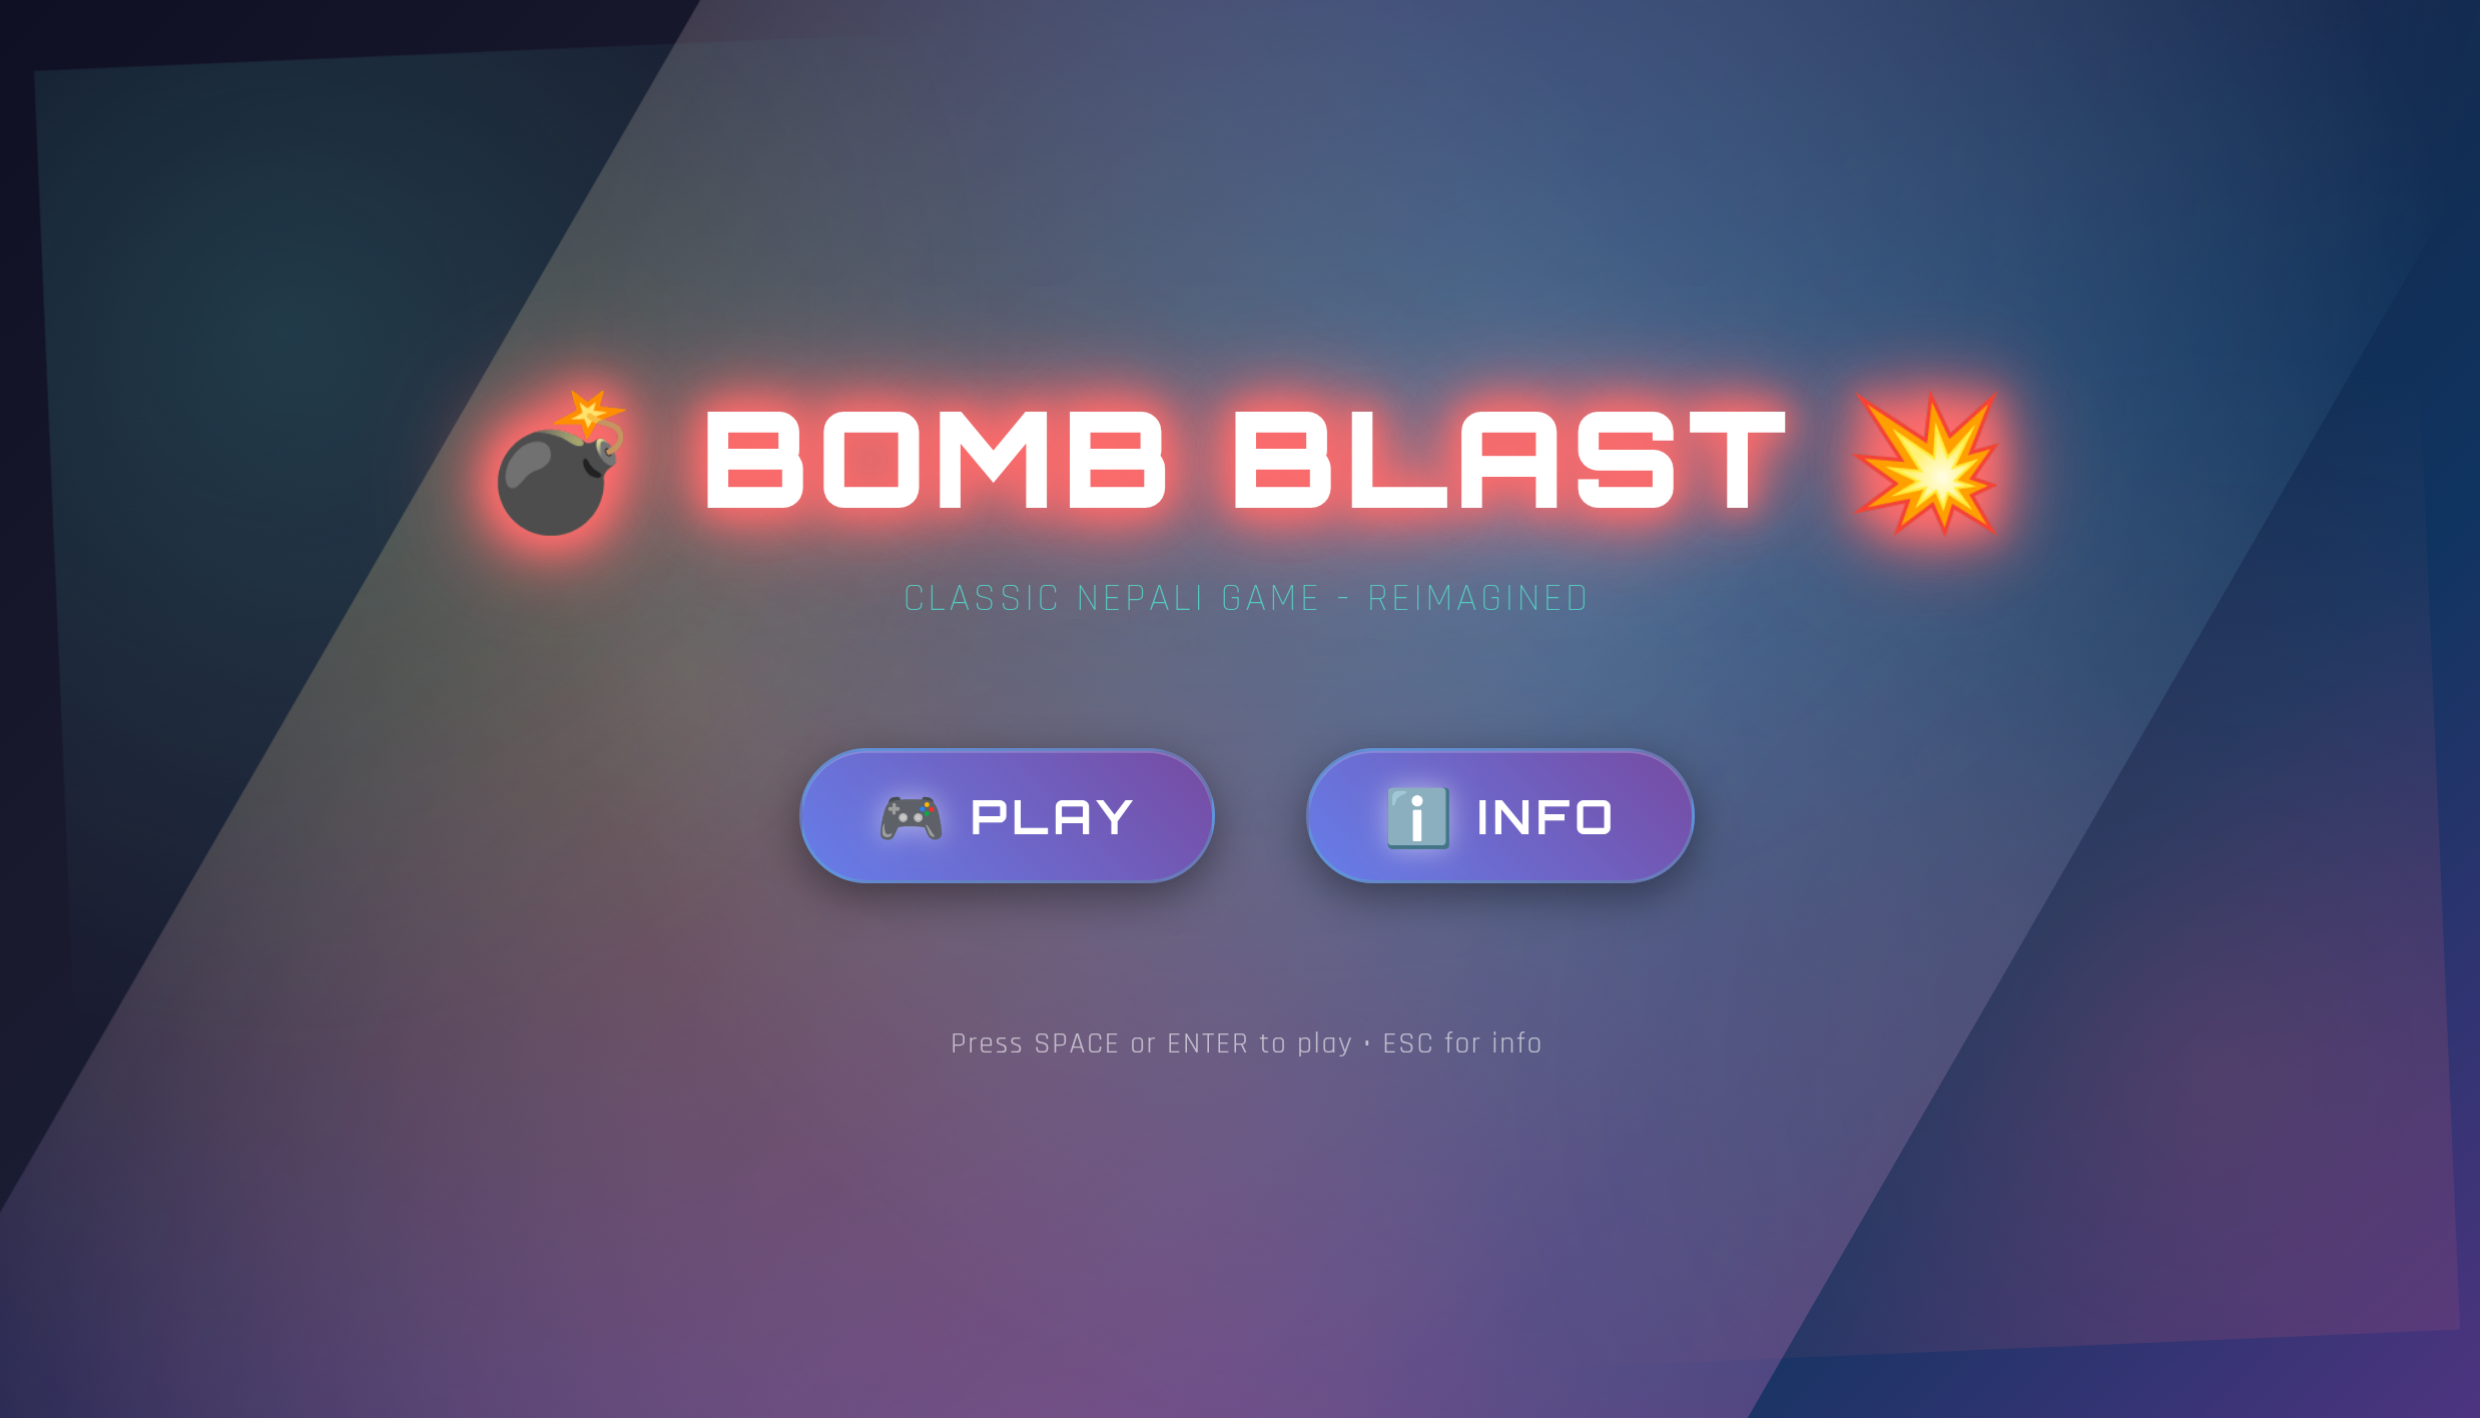 💣 BOMB BLAST 💥
CLASSIC NEPALI GAME - REIMAGINED
🎮 PLAY
ℹ️ INFO
Press SPACE or ENTER to play • ESC for info